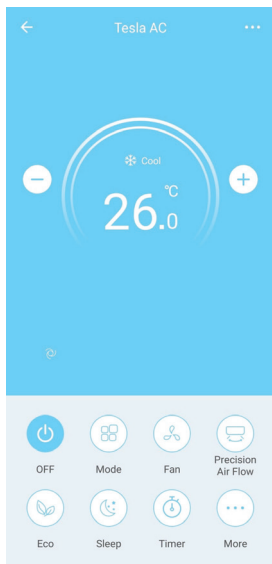 Tesla AC
Cool
26.0 °C
OFF
Mode
Fan
Precision
Air Flow
Eco
Sleep
Timer
More